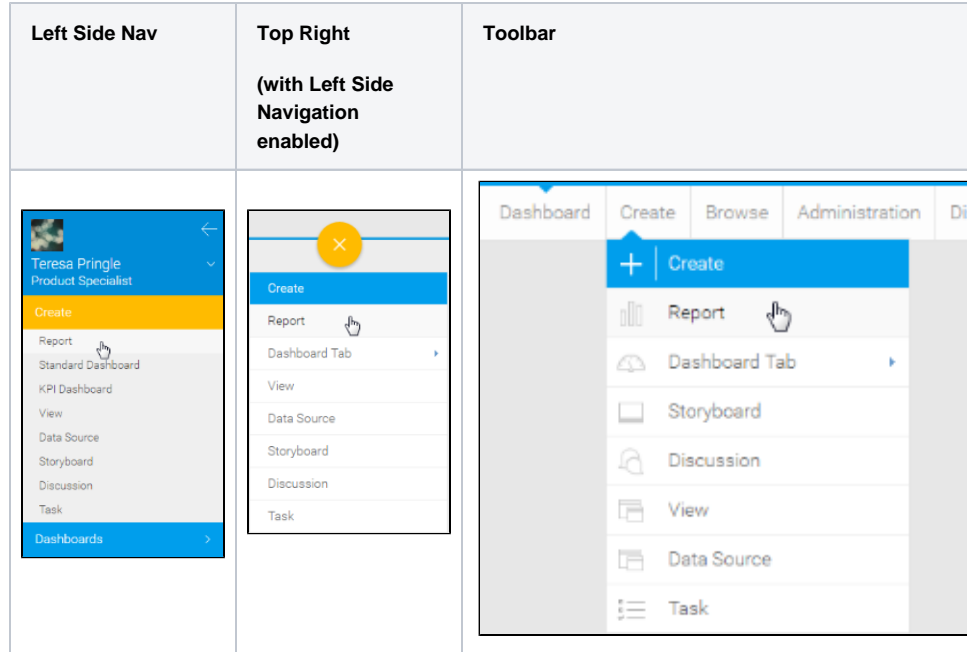 Left Side Nav
Top Right
(with Left Side
Navigation
enabled)
Toolbar
Teresa Pringle
Product Specialist
Create
Report
Standard Dashboard
KPI Dashboard
View
Data Source
Storyboard
Discussion
Task
Dashboards
Create
Report
Dashboard Tab
View
Data Source
Storyboard
Discussion
Task
Dashboard Create Browse Administration Di
Create
Report
Dashboard Tab
Storyboard
Discussion
View
Data Source
Task